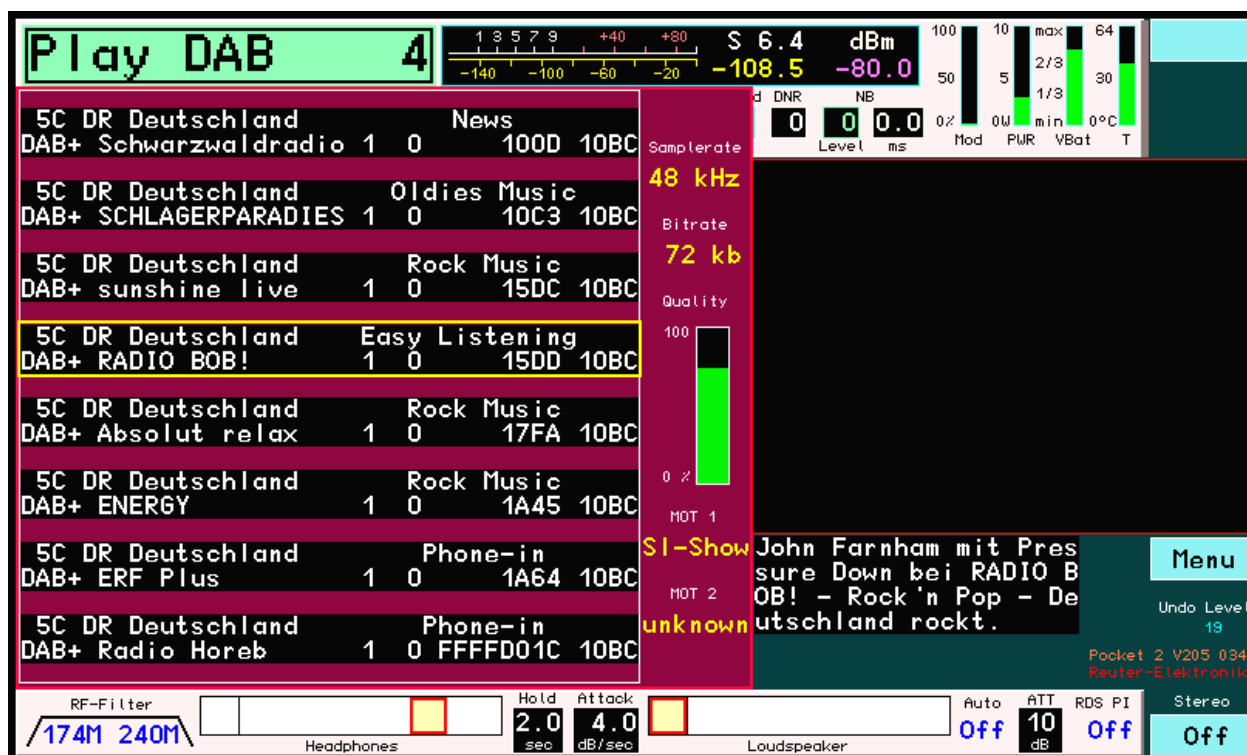 Play DAB 4
1 3 5 7 9 +40 +80
-140 -100 -60 -20
S 6.4 dBm
-108.5 -80.0
d DNR NB
0 0 0.0
Level ms
100 50 0%
Mod
10 5 0W
PWR
max 2/3 1/3 min
VBat
64 30 0°C
T
5C DR Deutschland News
DAB+ Schwarzwaldradio 1 0 100D 10BC
5C DR Deutschland Oldies Music
DAB+ SCHLAGERPARADIES 1 0 10C3 10BC
5C DR Deutschland Rock Music
DAB+ sunshine live 1 0 15DC 10BC
5C DR Deutschland Easy Listening
DAB+ RADIO BOB! 1 0 15DD 10BC
5C DR Deutschland Rock Music
DAB+ Absolut relax 1 0 17FA 10BC
5C DR Deutschland Rock Music
DAB+ ENERGY 1 0 1A45 10BC
5C DR Deutschland Phone-in
DAB+ ERF Plus 1 0 1A64 10BC
5C DR Deutschland Phone-in
DAB+ Radio Horeb 1 0 FFFFD01C 10BC
Samplerate
48 kHz
Bitrate
72 kb
Quality
100
0 %
MOT 1
Sl-Show
MOT 2
unknown
John Farnham mit Pres
sure Down bei RADIO B
OB! - Rock'n Pop - De
utschland rockt.
Menu
Undo Level
19
Pocket 2 V205 034
Reuter-Elektronik
RF-Filter
174M 240M
Headphones
Hold
2.0
sec
Attack
4.0
dB/sec
Loudspeaker
Auto
Off
ATT
10
dB
RDS PI
Off
Stereo
Off